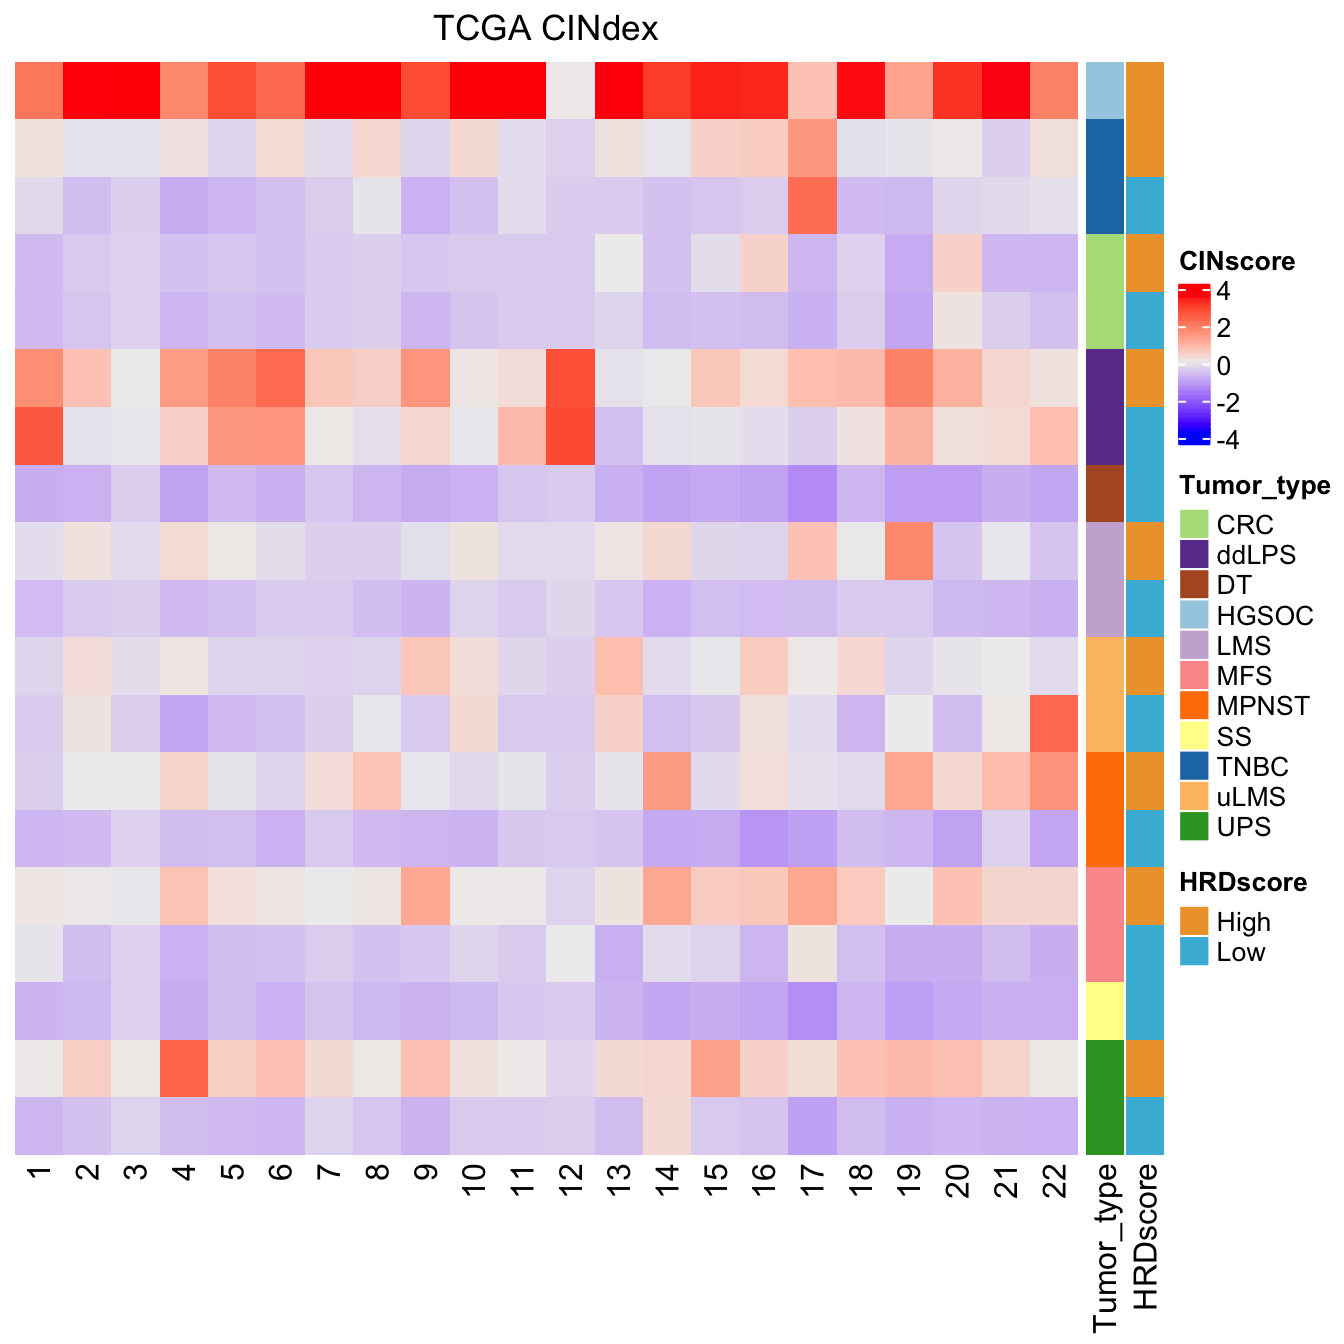 TCGA CINdex
CINscore
4
2
0
-2
-4
Tumor_type
CRC
ddLPS
DT
HGSOC
LMS
MFS
MPNST
SS
TNBC
uLMS
UPS
HRDscore
High
Low
1 2 3 4 5 6 7 8 9 10 11 12 13 14 15 16 17 18 19 20 21 22
Tumor_type
HRDscore